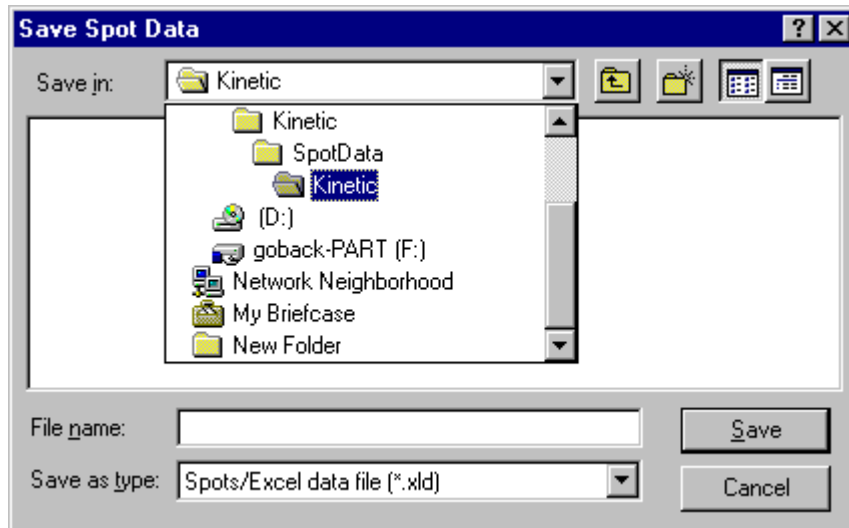 Save Spot Data
Save in: Kinetic
Kinetic
SpotData
Kinetic
(D:)
goback-PART (F:)
Network Neighborhood
My Briefcase
New Folder
File name:
Save
Save as type: Spots/Excel data file (*.xld)
Cancel